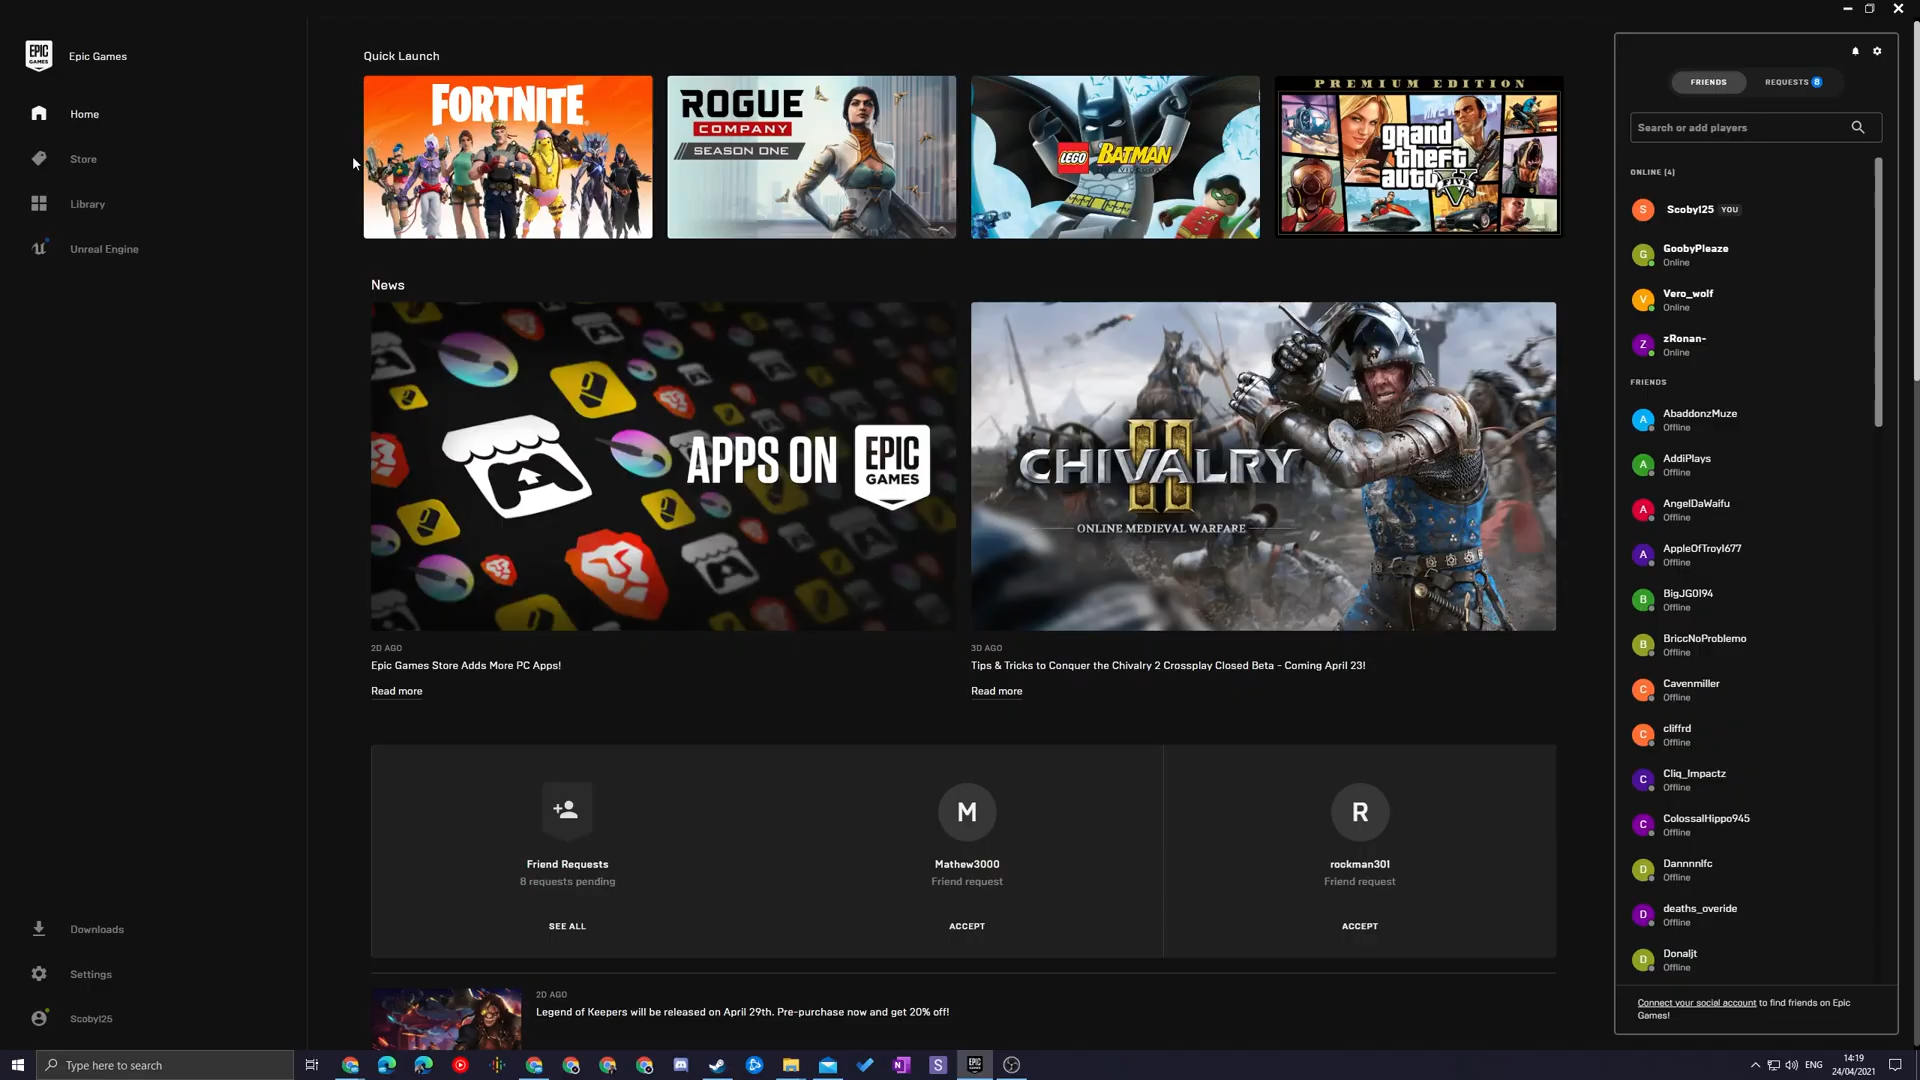 EPIC
GAMES
Epic Games
Home
Store
Library
Unreal Engine
Downloads
Settings
Scoby125
Quick Launch
FORTNITE
ROGUE
COMPANY
SEASON ONE
LEGO BATMAN
PREMIUM EDITION
grand
theft
auto
FIVE
News
APPS ON EPIC GAMES
2D AGO
Epic Games Store Adds More PC Apps!
Read more
CHIVALRY II
ONLINE MEDIEVAL WARFARE
3D AGO
Tips & Tricks to Conquer the Chivalry 2 Crossplay Closed Beta - Coming April 23!
Read more
Friend Requests
8 requests pending
SEE ALL
M
Mathew3000
Friend request
ACCEPT
R
rockman301
Friend request
ACCEPT
2D AGO
Legend of Keepers will be released on April 29th. Pre-purchase now and get 20% off!
FRIENDS
REQUESTS 8
Search or add players
ONLINE (4)
S Scoby125 YOU
G GoobyPleaze
Online
V Vero_wolf
Online
Z zRonan-
Online
FRIENDS
A AbaddonzMuze
Offline
A AddiPlays
Offline
A AngelDaWaifu
Offline
A AppleOfTroy1677
Offline
B BigJG0194
Offline
B BriccNoProblemo
Offline
C Cavenmiller
Offline
C cliffrd
Offline
C Cliq_Impactz
Offline
C ColossalHippo945
Offline
D Dannnnlfc
Offline
D deaths_overide
Offline
D Donaljt
Offline
Connect your social account to find friends on Epic
Games!
Type here to search
N
S
EPIC
GAMES
ENG
14:19
24/04/2021